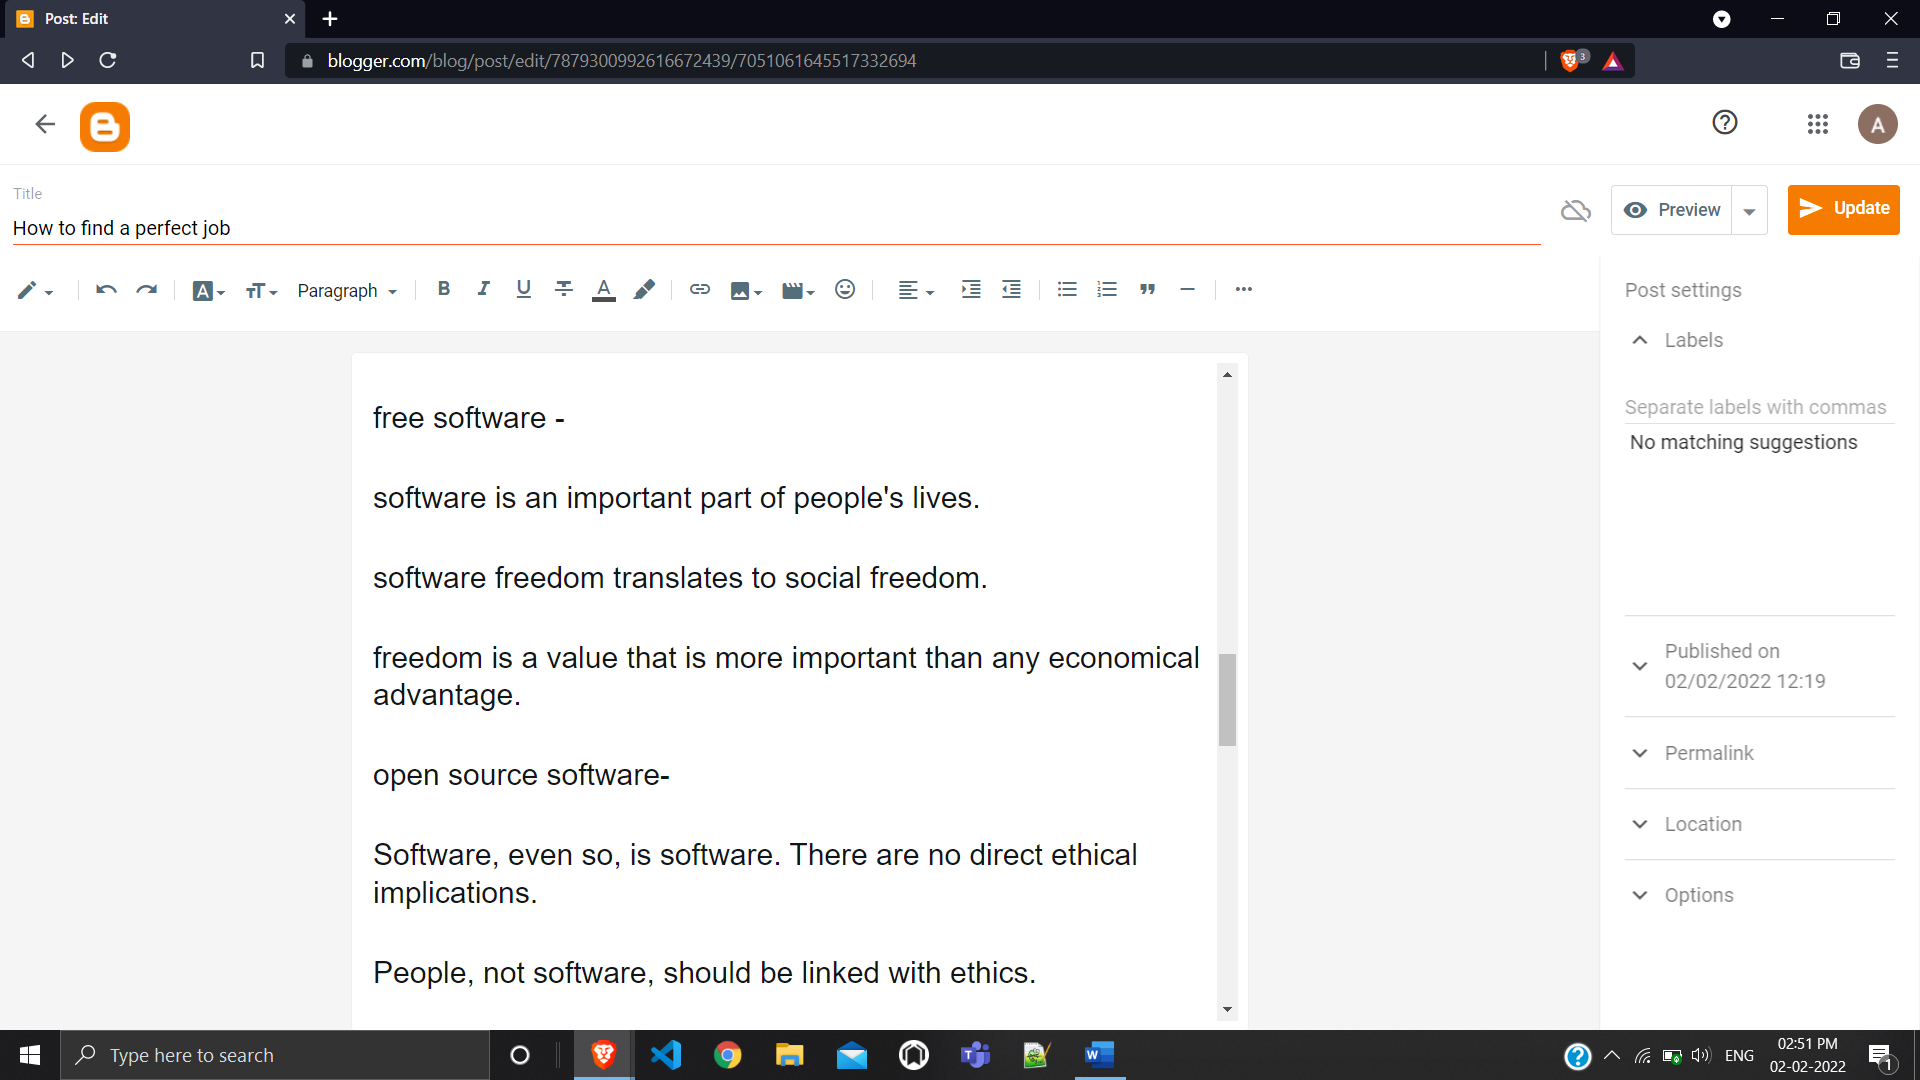 Post: Edit
blogger.com/blog/post/edit/7879300992616672439/7051061645517332694
3
A
Title
How to find a perfect job
Preview
Update
Paragraph
Post settings
Labels
Separate labels with commas
No matching suggestions
Published on
02/02/2022 12:19
Permalink
Location
Options
free software -
software is an important part of people's lives.
software freedom translates to social freedom.
freedom is a value that is more important than any economical
advantage.
open source software-
Software, even so, is software. There are no direct ethical
implications.
People, not software, should be linked with ethics.
Type here to search
ENG
02:51 PM
02-02-2022
1